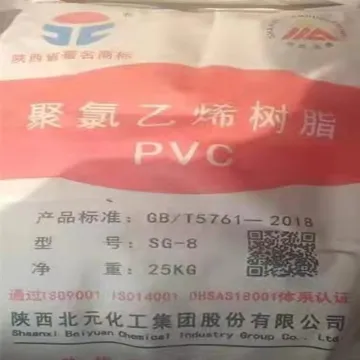 陕西省著名商标
聚氯乙烯树脂
PVC
产品标准：GB/T5761—2018
型 号：SG-8
净 重：25KG
通过ISO9001 ISO14001 OHSAS18001体系认证
陕西北元化工集团股份有限公司
Shaanxi Beiyuan Chemical Industry Group Co., Ltd